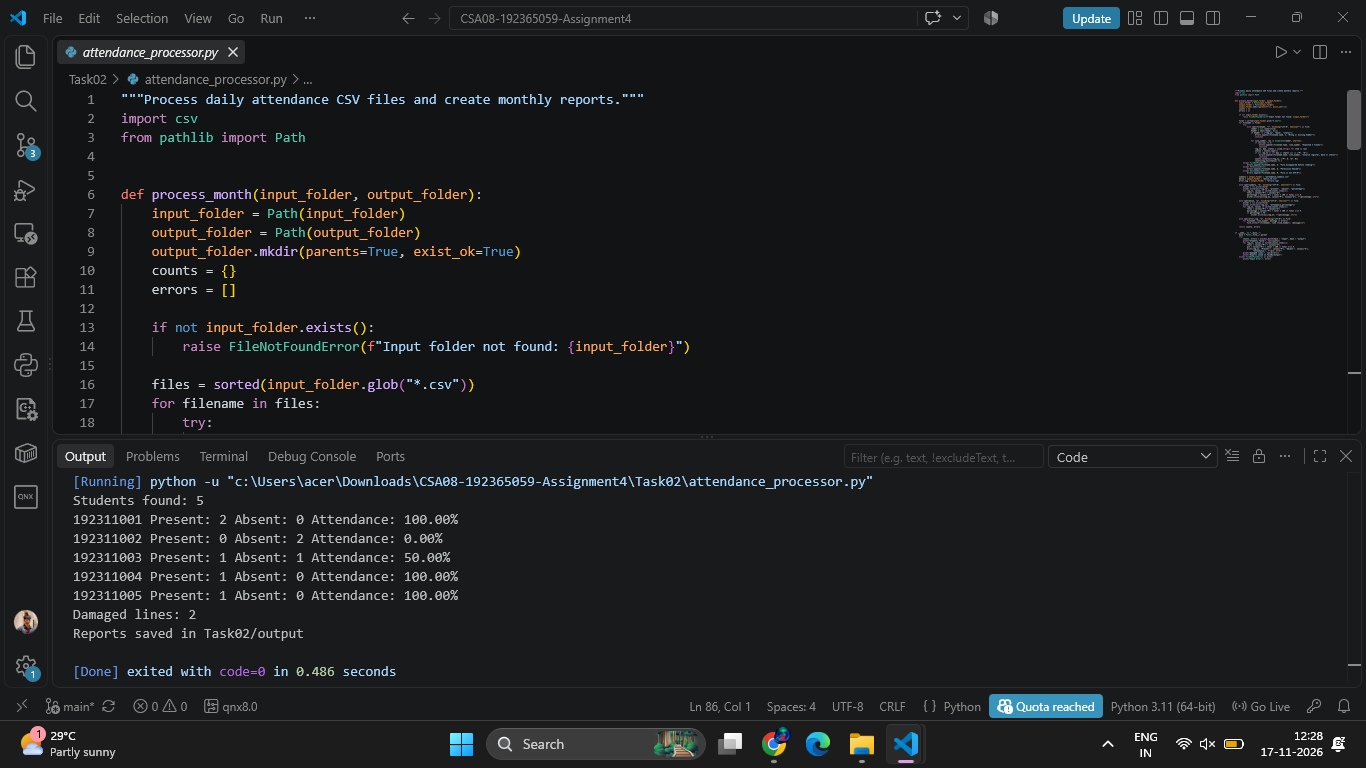 File Edit Selection View Go Run ··· CSA08-192365059-Assignment4 Update
attendance_processor.py
Task02 > attendance_processor.py > ...
1 """Process daily attendance CSV files and create monthly reports."""
2 import csv
3 from pathlib import Path
4
5
6 def process_month(input_folder, output_folder):
7     input_folder = Path(input_folder)
8     output_folder = Path(output_folder)
9     output_folder.mkdir(parents=True, exist_ok=True)
10     counts = {}
11     errors = []
12
13     if not input_folder.exists():
14         raise FileNotFoundError(f"Input folder not found: {input_folder}")
15
16     files = sorted(input_folder.glob("*.csv"))
17     for filename in files:
18         try:
3
QNX
1
Output Problems Terminal Debug Console Ports Filter (e.g. text, !excludeText, t... Code
[Running] python -u "c:\Users\acer\Downloads\CSA08-192365059-Assignment4\Task02\attendance_processor.py"
Students found: 5
192311001 Present: 2 Absent: 0 Attendance: 100.00%
192311002 Present: 0 Absent: 2 Attendance: 0.00%
192311003 Present: 1 Absent: 1 Attendance: 50.00%
192311004 Present: 1 Absent: 0 Attendance: 100.00%
192311005 Present: 1 Absent: 0 Attendance: 100.00%
Damaged lines: 2
Reports saved in Task02/output
[Done] exited with code=0 in 0.486 seconds
main* 0 0 qnx8.0 Ln 86, Col 1 Spaces: 4 UTF-8 CRLF { } Python Quota reached Python 3.11 (64-bit) Go Live
1
29°C
Partly sunny
Search
ENG
IN
12:28
17-11-2026